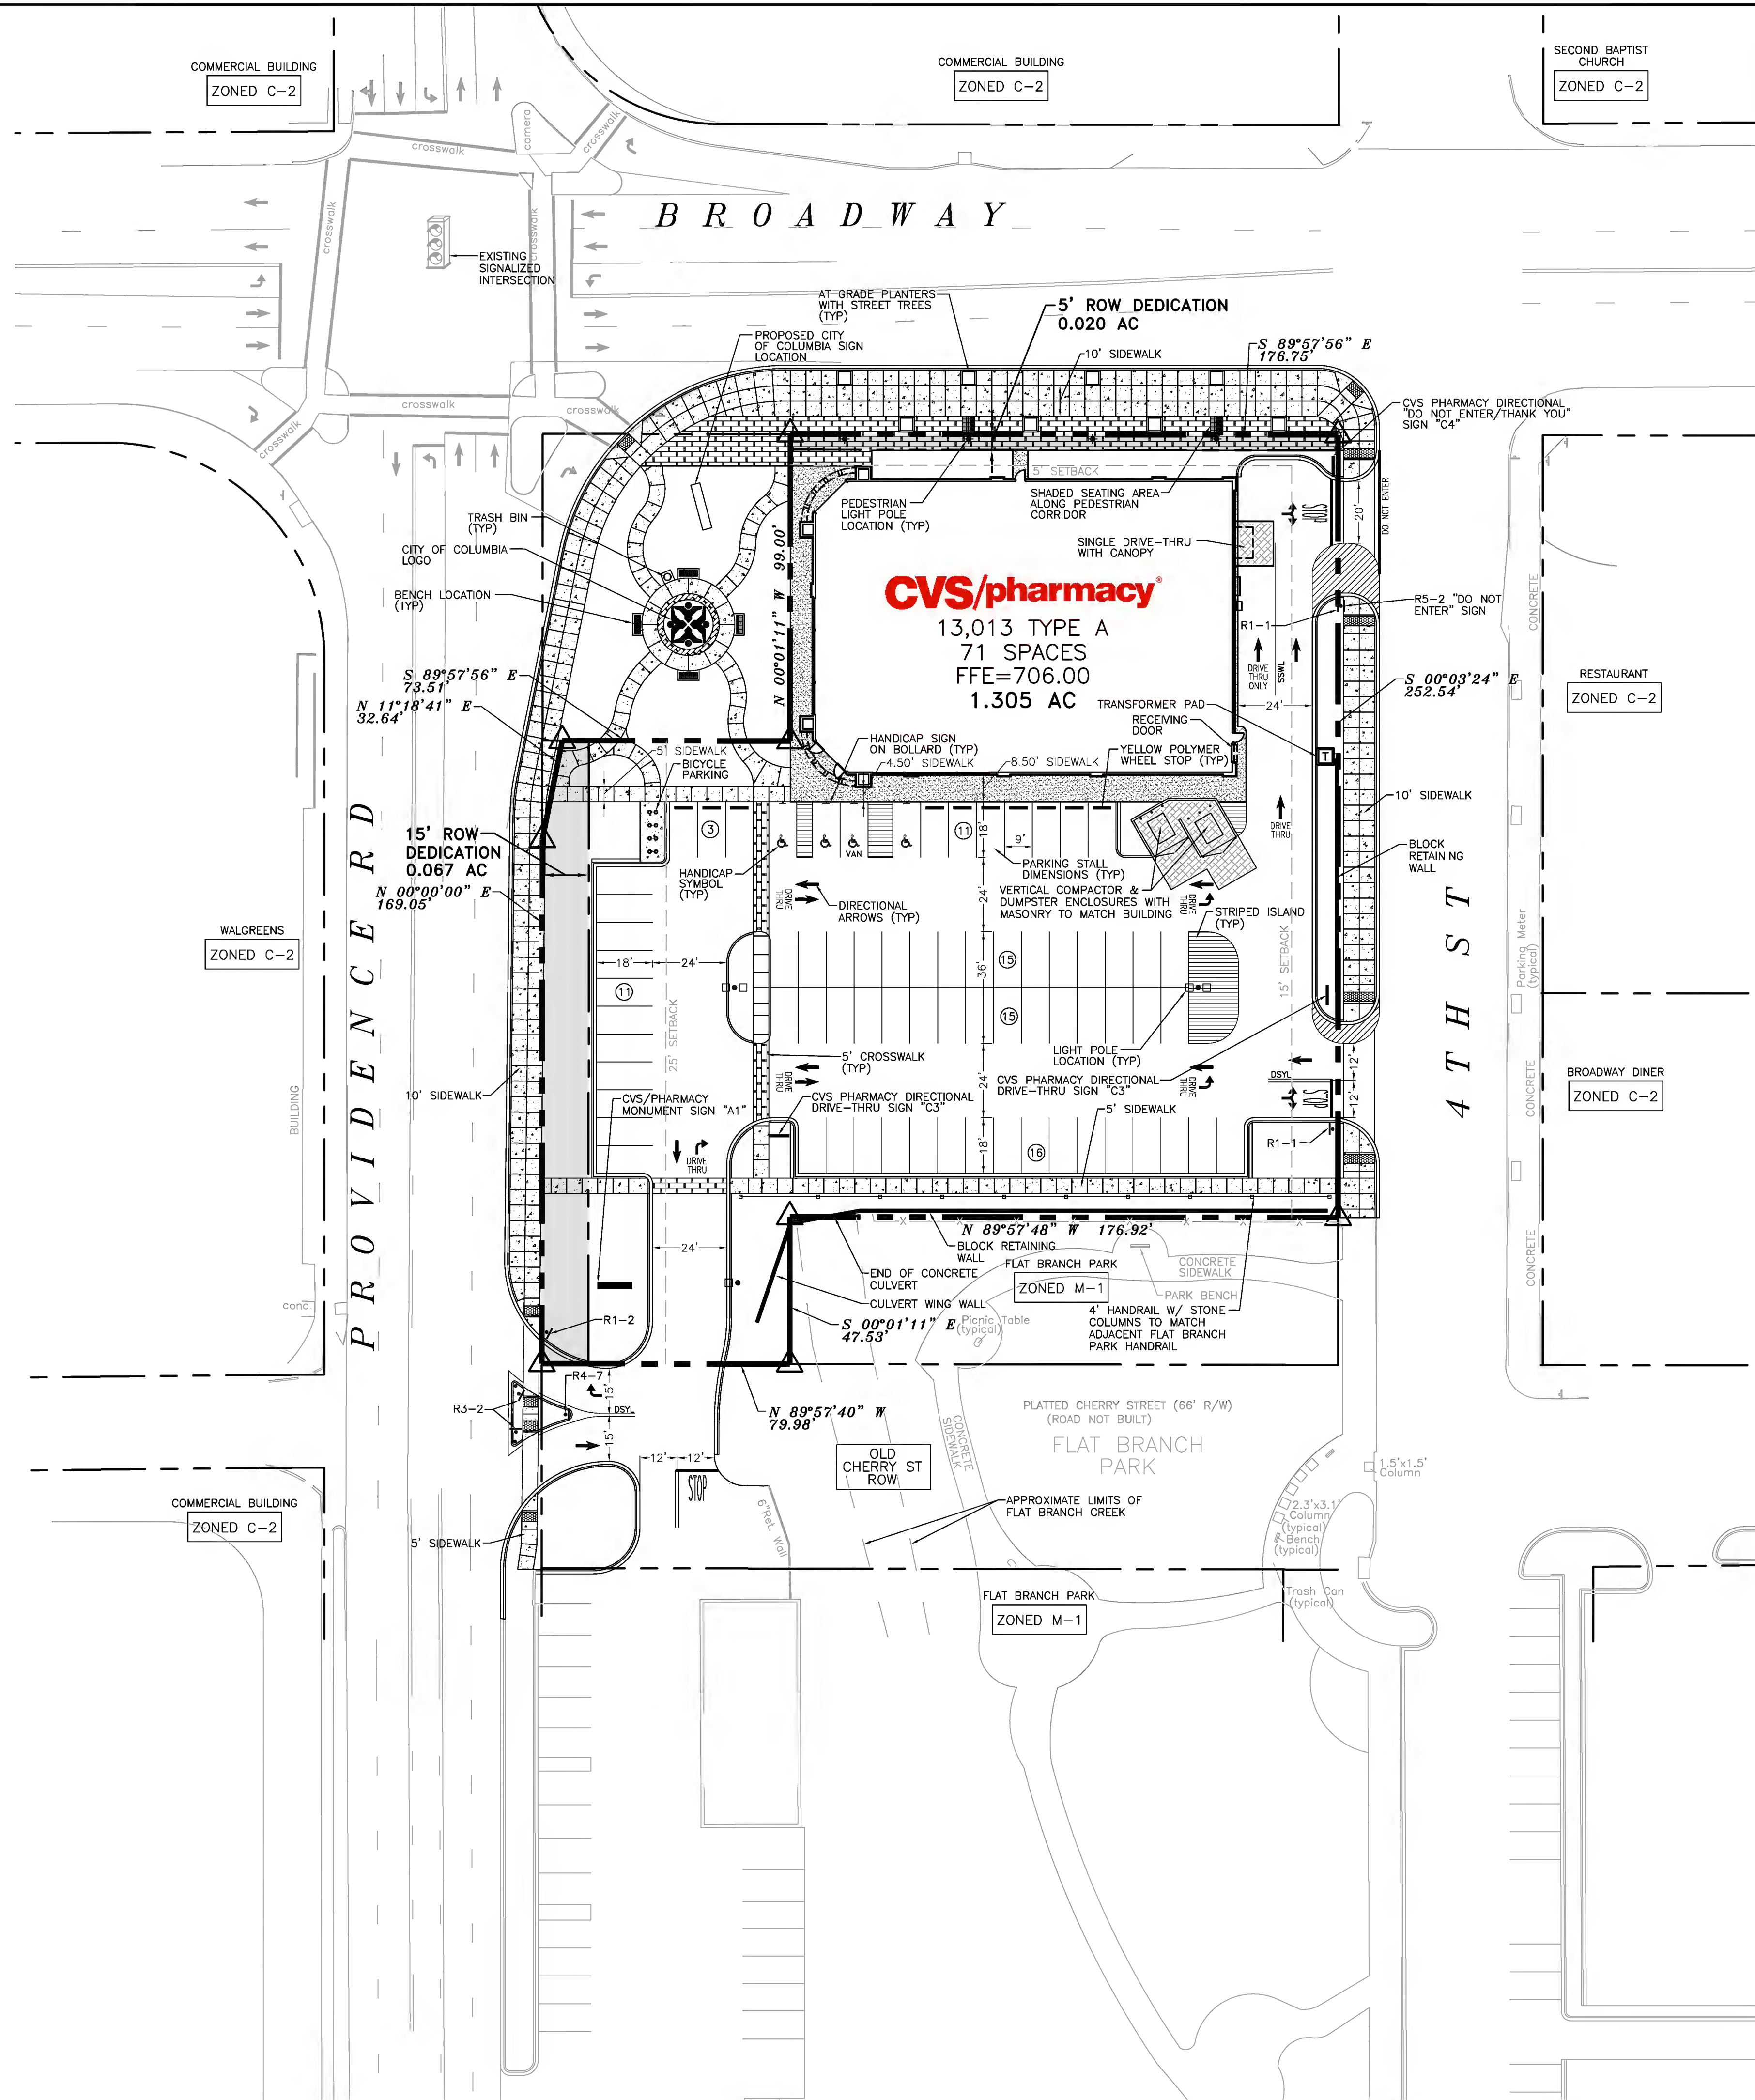 COMMERCIAL BUILDING
ZONED C-2
COMMERCIAL BUILDING
ZONED C-2
SECOND BAPTIST
CHURCH
ZONED C-2
crosswalk
camera
crosswalk
crosswalk
crosswalk
BROADWAY
EXISTING
SIGNALIZED
INTERSECTION
AT GRADE PLANTERS
WITH STREET TREES
(TYP)
5' ROW DEDICATION
0.020 AC
PROPOSED CITY
OF COLUMBIA SIGN
LOCATION
10' SIDEWALK
S 89°57'56" E
176.75'
crosswalk
crosswalk
crosswalk
CVS PHARMACY DIRECTIONAL
"DO NOT ENTER/THANK YOU"
SIGN "C4"
5' SETBACK
PEDESTRIAN
LIGHT POLE
LOCATION (TYP)
SHADED SEATING AREA
ALONG PEDESTRIAN
CORRIDOR
STOP
20'
DO NOT ENTER
TRASH BIN
(TYP)
CITY OF COLUMBIA
LOGO
BENCH LOCATION
(TYP)
N 00°01'11" W 99.00'
SINGLE DRIVE-THRU
WITH CANOPY
CVS/pharmacy®
13,013 TYPE A
71 SPACES
FFE=706.00
1.305 AC
R1-1
R5-2 "DO NOT
ENTER" SIGN
CONCRETE
DRIVE
THRU
ONLY
SSWL
24'
S 89°57'56" E
73.51'
N 11°18'41" E
32.64'
S 00°03'24" E
252.54'
RESTAURANT
ZONED C-2
TRANSFORMER PAD
RECEIVING
DOOR
HANDICAP SIGN
ON BOLLARD (TYP)
YELLOW POLYMER
WHEEL STOP (TYP)
4.50' SIDEWALK
8.50' SIDEWALK
T
5' SIDEWALK
BICYCLE
PARKING
10' SIDEWALK
DRIVE
THRU
BLOCK
RETAINING
WALL
15' ROW
DEDICATION
0.067 AC
N 00°00'00" E
169.05'
3
VAN
11
18'
9'
HANDICAP
SYMBOL
(TYP)
DRIVE
THRU
DIRECTIONAL
ARROWS (TYP)
24'
PARKING STALL
DIMENSIONS (TYP)
VERTICAL COMPACTOR &
DUMPSTER ENCLOSURES WITH
MASONRY TO MATCH BUILDING
DRIVE
THRU
STRIPED ISLAND
(TYP)
WALGREENS
ZONED C-2
PROVIDENCE RD
4TH ST
Parking Meter
(typical)
18'
24'
11
15
36'
15
25' SETBACK
15' SETBACK
5' CROSSWALK
(TYP)
LIGHT POLE
LOCATION (TYP)
24'
DRIVE
THRU
CVS PHARMACY DIRECTIONAL
DRIVE-THRU SIGN "C3"
DRIVE
THRU
DSYL
12'
12'
STOP
BROADWAY DINER
ZONED C-2
CONCRETE
BUILDING
10' SIDEWALK
CVS/PHARMACY
MONUMENT SIGN "A1"
CVS PHARMACY DIRECTIONAL
DRIVE-THRU SIGN "C3"
5' SIDEWALK
DRIVE
THRU
18'
16
R1-1
N 89°57'48" W 176.92'
24'
BLOCK RETAINING
WALL
FLAT BRANCH PARK
ZONED M-1
CONCRETE
SIDEWALK
PARK BENCH
CONCRETE
END OF CONCRETE
CULVERT
CULVERT WING WALL
S 00°01'11" E
47.53'
Picnic Table
(typical)
4' HANDRAIL W/ STONE
COLUMNS TO MATCH
ADJACENT FLAT BRANCH
PARK HANDRAIL
conc.
R1-2
R4-7
R3-2
15'
DSYL
15'
N 89°57'40" W
79.98'
PLATTED CHERRY STREET (66' R/W)
(ROAD NOT BUILT)
FLAT BRANCH
PARK
CONCRETE
SIDEWALK
OLD
CHERRY ST
ROW
12'
12'
STOP
6"Ret. Wall
APPROXIMATE LIMITS OF
FLAT BRANCH CREEK
1.5'x1.5'
Column
2.3'x3.1'
Column
(typical)
Bench
(typical)
COMMERCIAL BUILDING
ZONED C-2
5' SIDEWALK
FLAT BRANCH PARK
ZONED M-1
Trash Can
(typical)